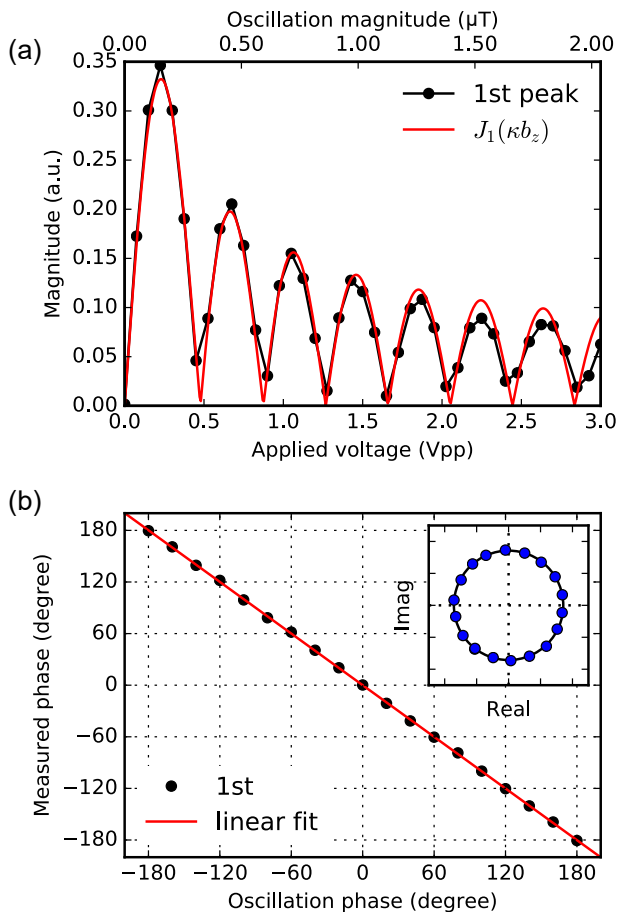 Oscillation magnitude (µT)
0.00 0.50 1.00 1.50 2.00
(a)
0.35
0.30
0.25
0.20
0.15
0.10
0.05
0.00
Magnitude (a.u.)
1st peak
J₁(κb_z)
0.0 0.5 1.0 1.5 2.0 2.5 3.0
Applied voltage (Vpp)
(b)
180
120
60
0
−60
−120
−180
Measured phase (degree)
Imag
Real
1st
linear fit
−180 −120 −60 0 60 120 180
Oscillation phase (degree)